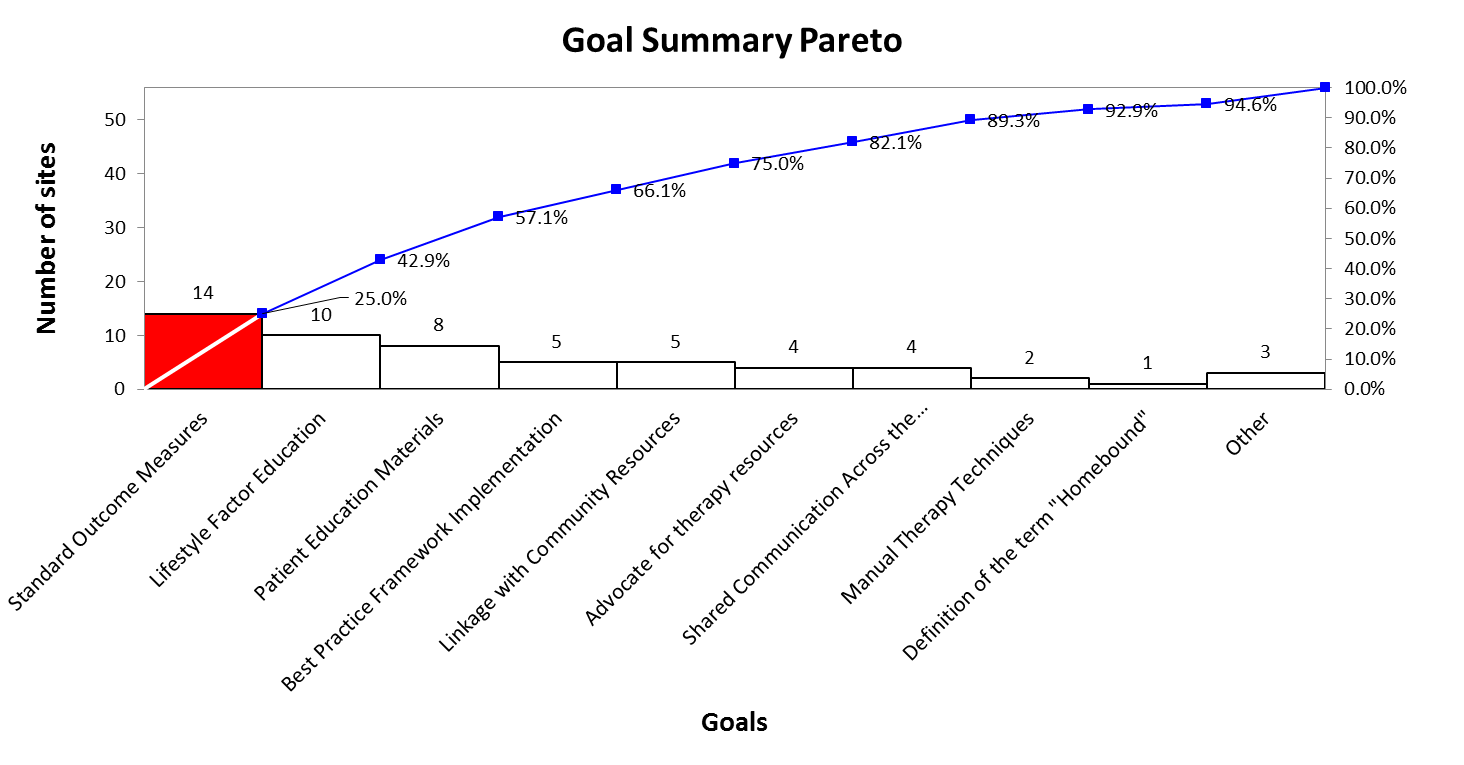 Goal Summary Pareto
Number of sites
50
40
30
20
10
0
100.0%
90.0%
80.0%
70.0%
60.0%
50.0%
40.0%
30.0%
20.0%
10.0%
0.0%
14
10
8
5
5
4
4
2
1
3
25.0%
42.9%
57.1%
66.1%
75.0%
82.1%
89.3%
92.9%
94.6%
Standard Outcome Measures
Lifestyle Factor Education
Patient Education Materials
Best Practice Framework Implementation
Linkage with Community Resources
Advocate for therapy resources
Shared Communication Across the...
Manual Therapy Techniques
Definition of the term "Homebound"
Other
Goals